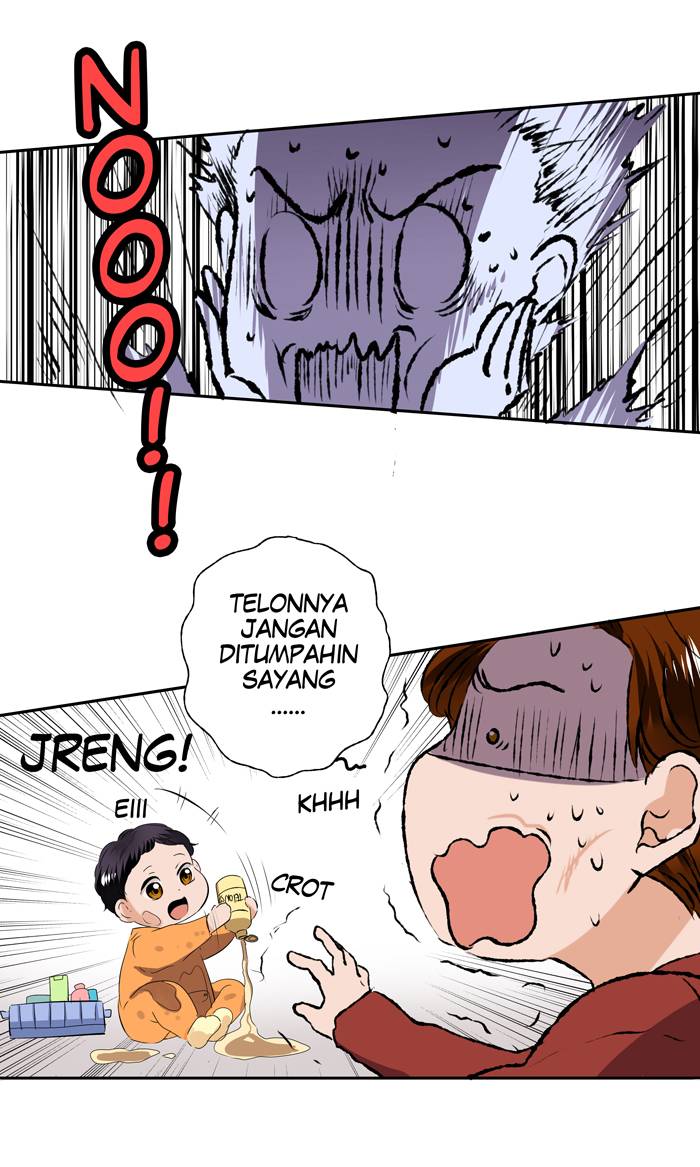 NOOO!!
TELONNYA
JANGAN
DITUMPAHIN
SAYANG
......
JRENG!
EIII
KHHH
CROT